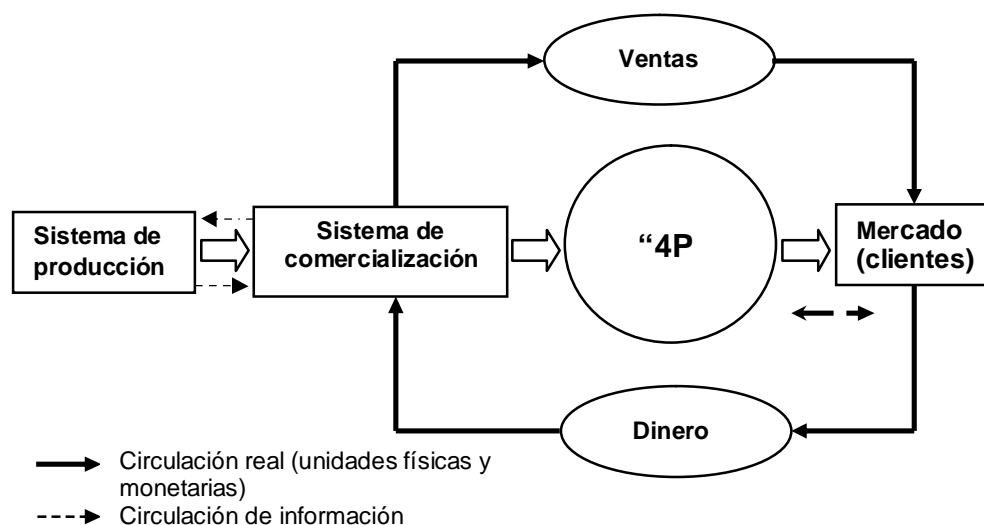 Ventas
Sistema de
producción
Sistema de
comercialización
“4P
Mercado
(clientes)
Dinero
Circulación real (unidades físicas y
monetarias)
Circulación de información